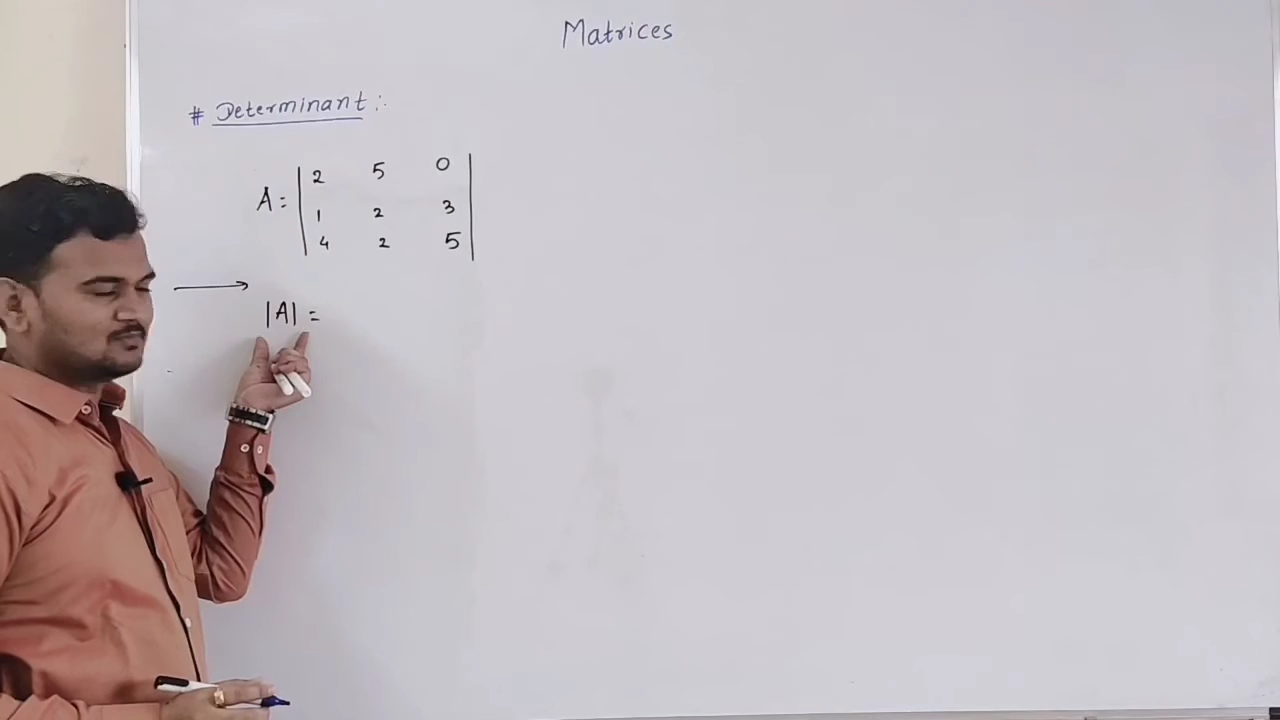 Matrices
# Determinant :-
A = | 2 5 0 |
| 1 2 3 |
| 4 2 5 |
|A| =